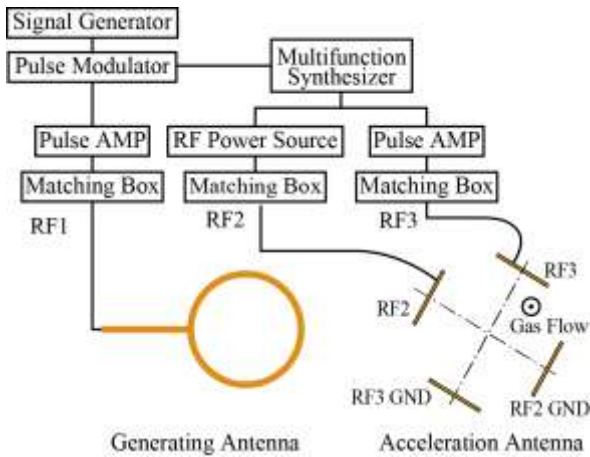 Signal Generator
Pulse Modulator
Multifunction
Synthesizer
Pulse AMP
RF Power Source
Pulse AMP
Matching Box
Matching Box
Matching Box
RF1
RF2
RF3
RF3
RF2
Gas Flow
RF3 GND
RF2 GND
Generating Antenna
Acceleration Antenna